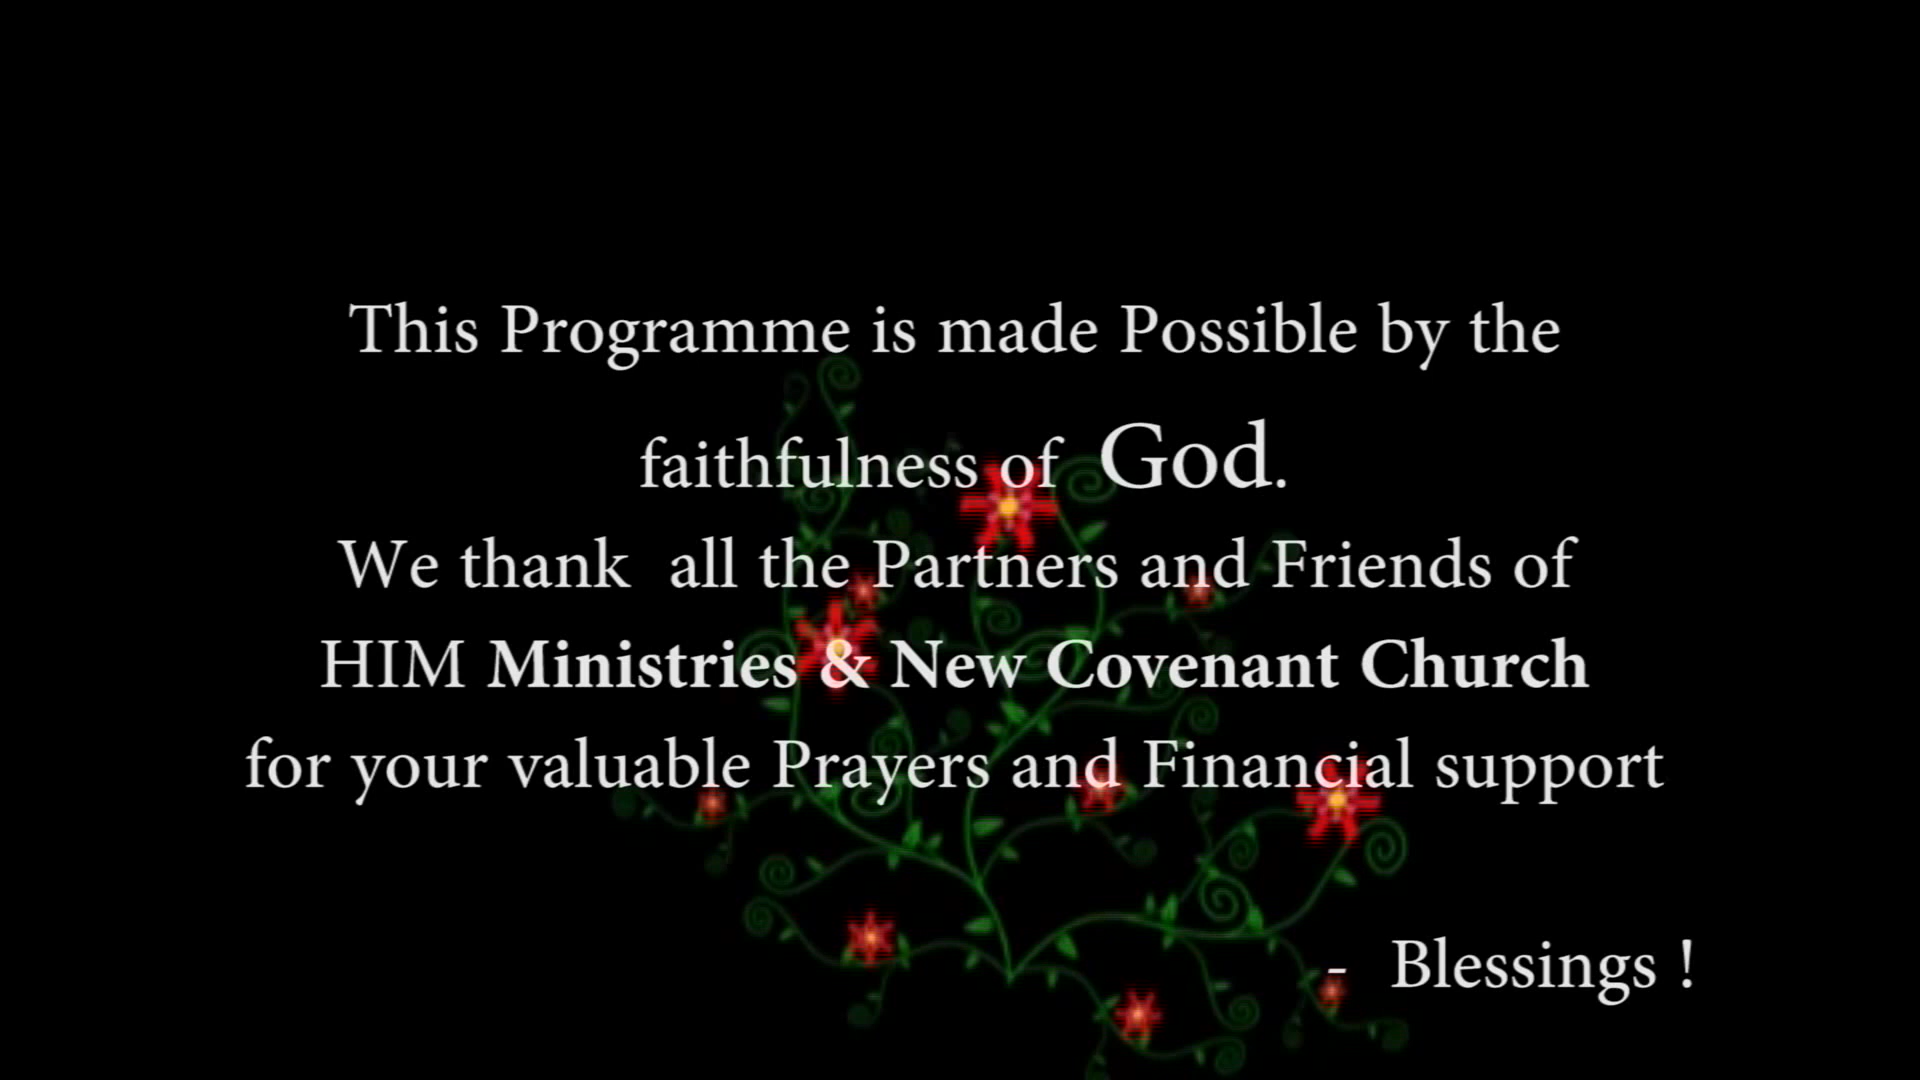 This Programme is made Possible by the
faithfulness of God.
We thank all the Partners and Friends of
HIM Ministries & New Covenant Church
for your valuable Prayers and Financial support
- Blessings !